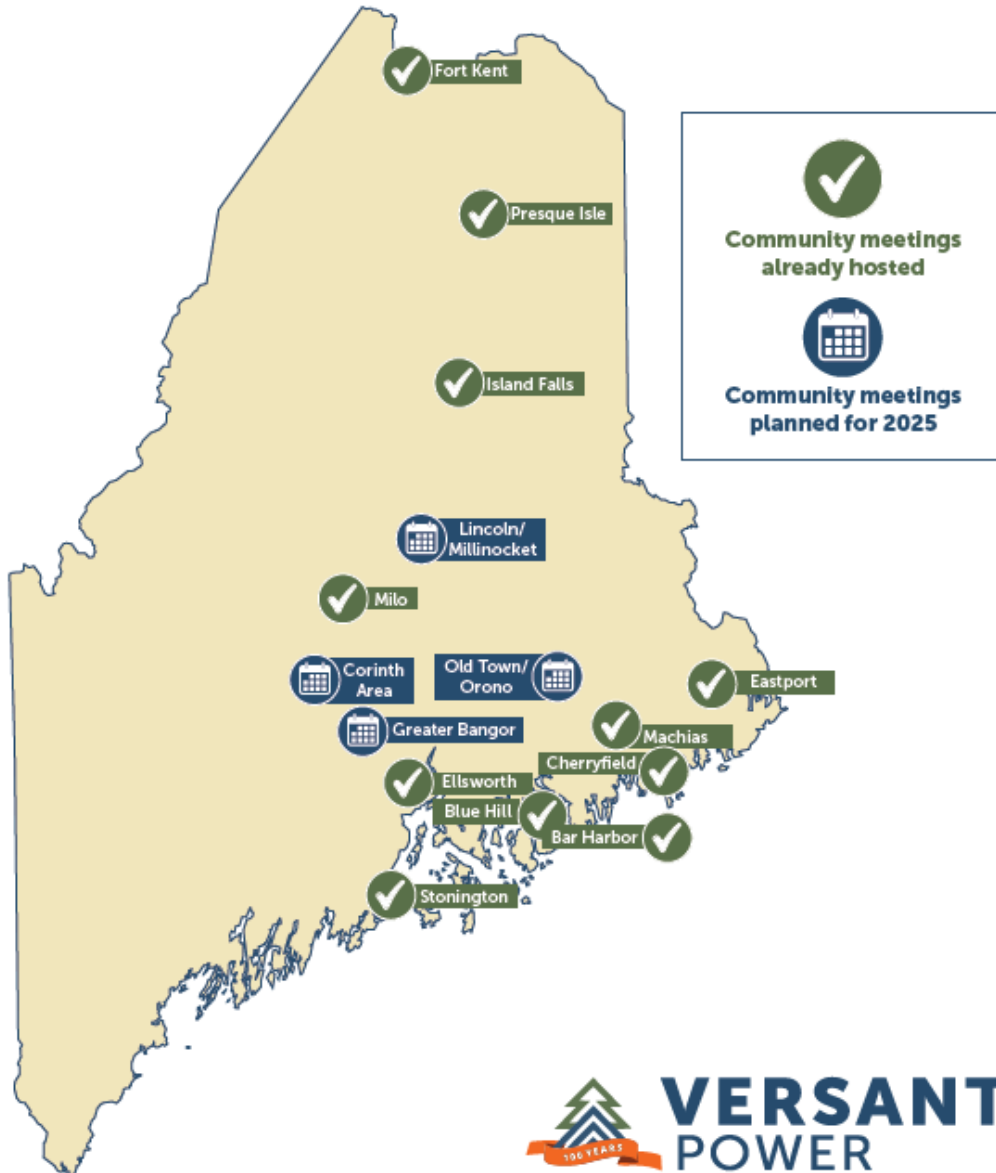 Fort Kent
Presque Isle
Community meetings
already hosted
Community meetings
planned for 2025
Island Falls
Lincoln/
Millinocket
Milo
Corinth
Area
Old Town/
Orono
Eastport
Greater Bangor
Machias
Cherryfield
Ellsworth
Blue Hill
Bar Harbor
Stonington
100 YEARS
VERSANT
POWER